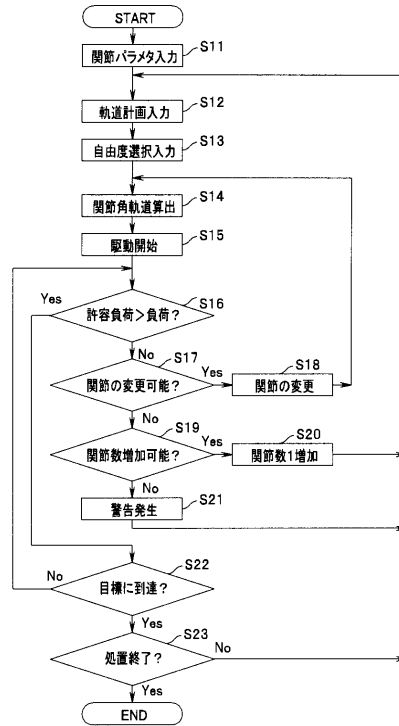 START
関節パラメタ入力
S11
軌道計画入力
S12
自由度選択入力
S13
関節角軌道算出
S14
駆動開始
S15
Yes
許容負荷>負荷?
S16
No
関節の変更可能?
S17
Yes
関節の変更
S18
No
関節数増加可能?
S19
Yes
関節数1増加
S20
No
警告発生
S21
No
目標に到達?
S22
Yes
処置終了?
S23
No
Yes
END